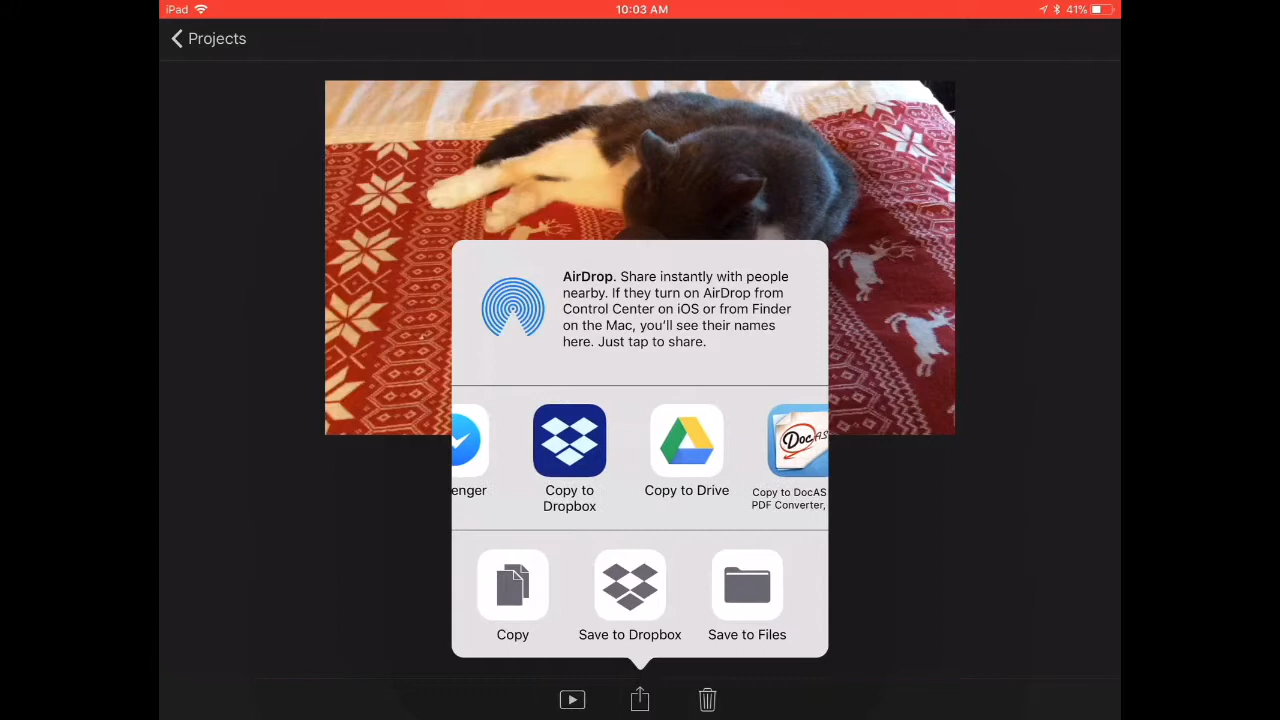 iPad 10:03 AM 41%
Projects
AirDrop. Share instantly with people
nearby. If they turn on AirDrop from
Control Center on iOS or from Finder
on the Mac, you'll see their names
here. Just tap to share.
DocAS
enger
Copy to
Dropbox
Copy to Drive
Copy to DocAS
PDF Converter,
Copy
Save to Dropbox
Save to Files